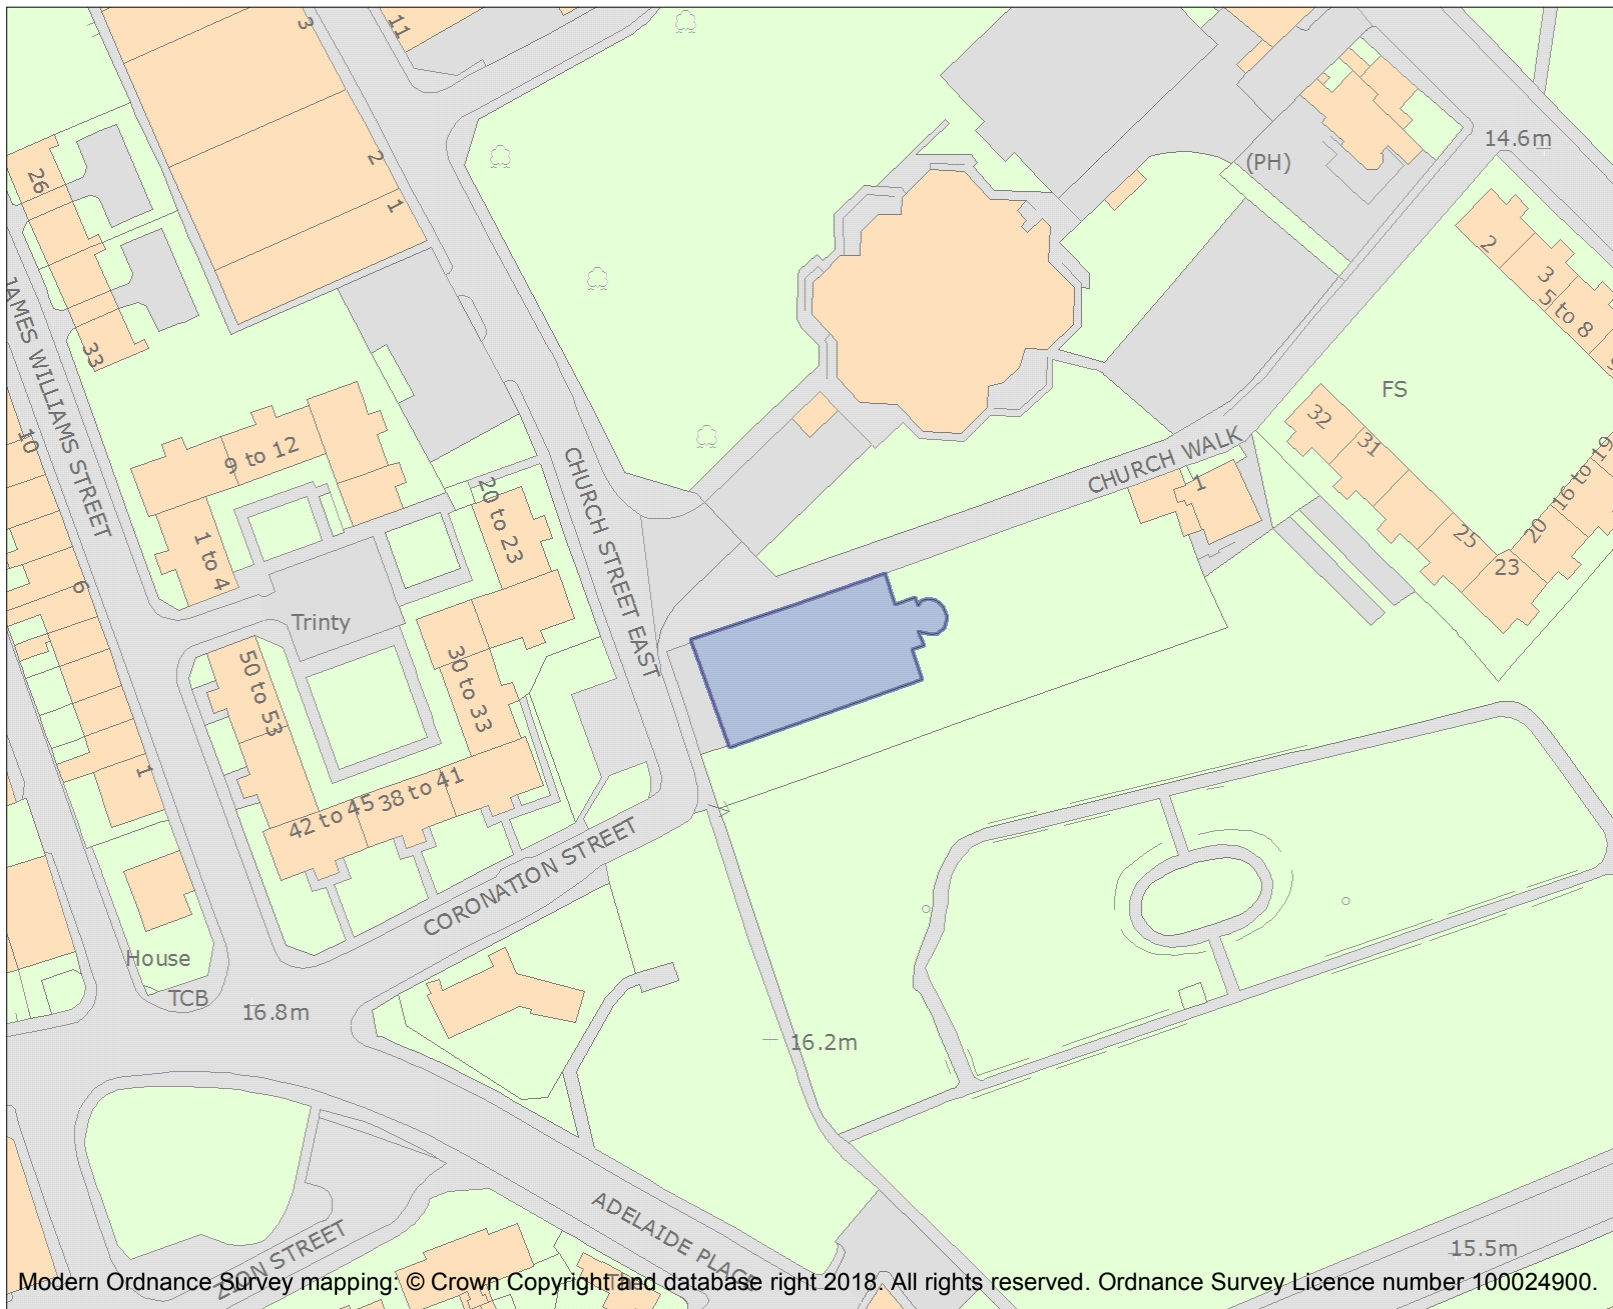 3
11
2
1
26
33
JAMES WILLIAMS STREET
10
6
1
9 to 12
1 to 4
20 to 23
CHURCH STREET EAST
Trinty
50 to 53
30 to 33
42 to 45
38 to 41
CORONATION STREET
House
TCB
16.8m
16.2m
ZION STREET
ADELAIDE PLACE
The
15.5m
(PH)
14.6m
2
3
5 to 8
FS
32
31
25
23
20
16 to 19
CHURCH WALK
1
Modern Ordnance Survey mapping: © Crown Copyright and database right 2018. All rights reserved. Ordnance Survey Licence number 100024900.